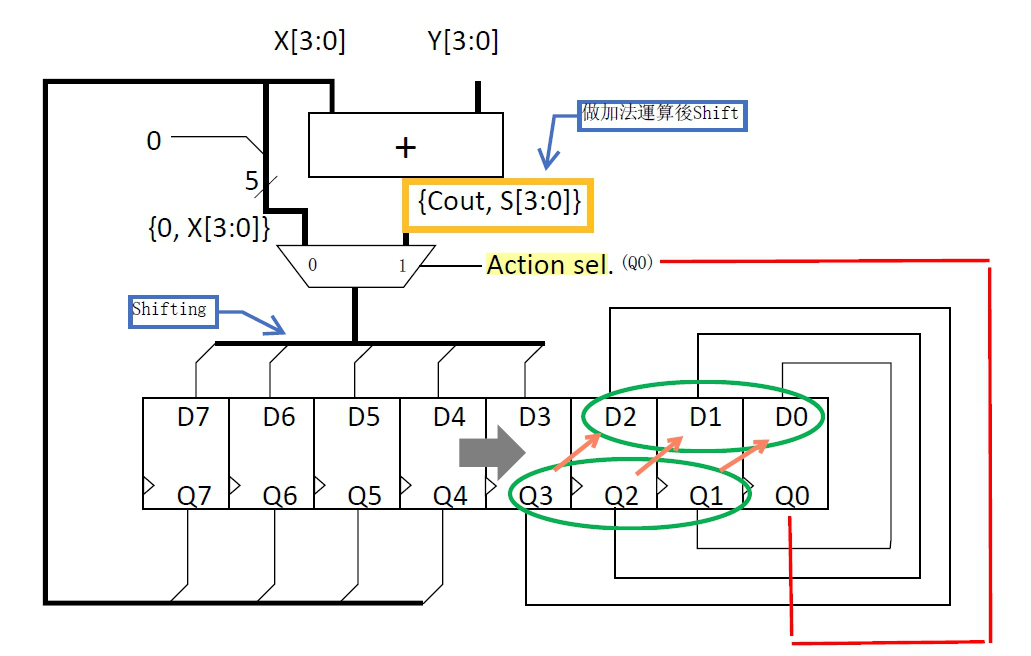 X[3:0]
Y[3:0]
做加法運算後Shift
0
+
5
{Cout, S[3:0]}
{0, X[3:0]}
0
1
Action sel. (Q0)
Shifting
D7 D6 D5 D4 D3 D2 D1 D0
Q7 Q6 Q5 Q4 Q3 Q2 Q1 Q0